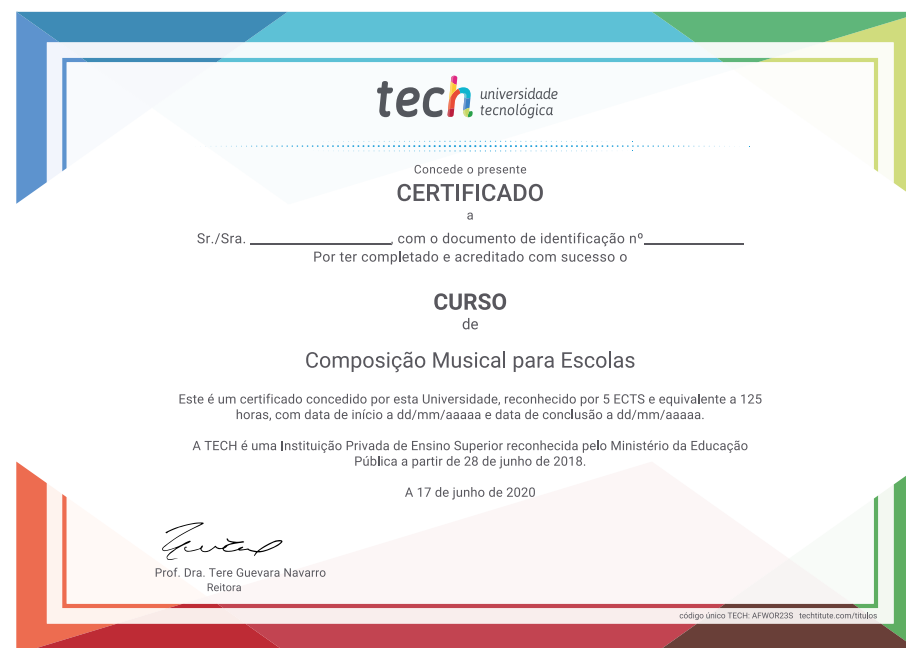 tech universidade
tecnológica
Concede o presente
CERTIFICADO
a
Sr./Sra. ____________________, com o documento de identificação nº______________
Por ter completado e acreditado com sucesso o
CURSO
de
Composição Musical para Escolas
Este é um certificado concedido por esta Universidade, reconhecido por 5 ECTS e equivalente a 125
horas, com data de início a dd/mm/aaaaa e data de conclusão a dd/mm/aaaaa.
A TECH é uma Instituição Privada de Ensino Superior reconhecida pelo Ministério da Educação
Pública a partir de 28 de junho de 2018.
A 17 de junho de 2020
Prof. Dra. Tere Guevara Navarro
Reitora
código único TECH: AFWOR23S techtitute.com/titulos